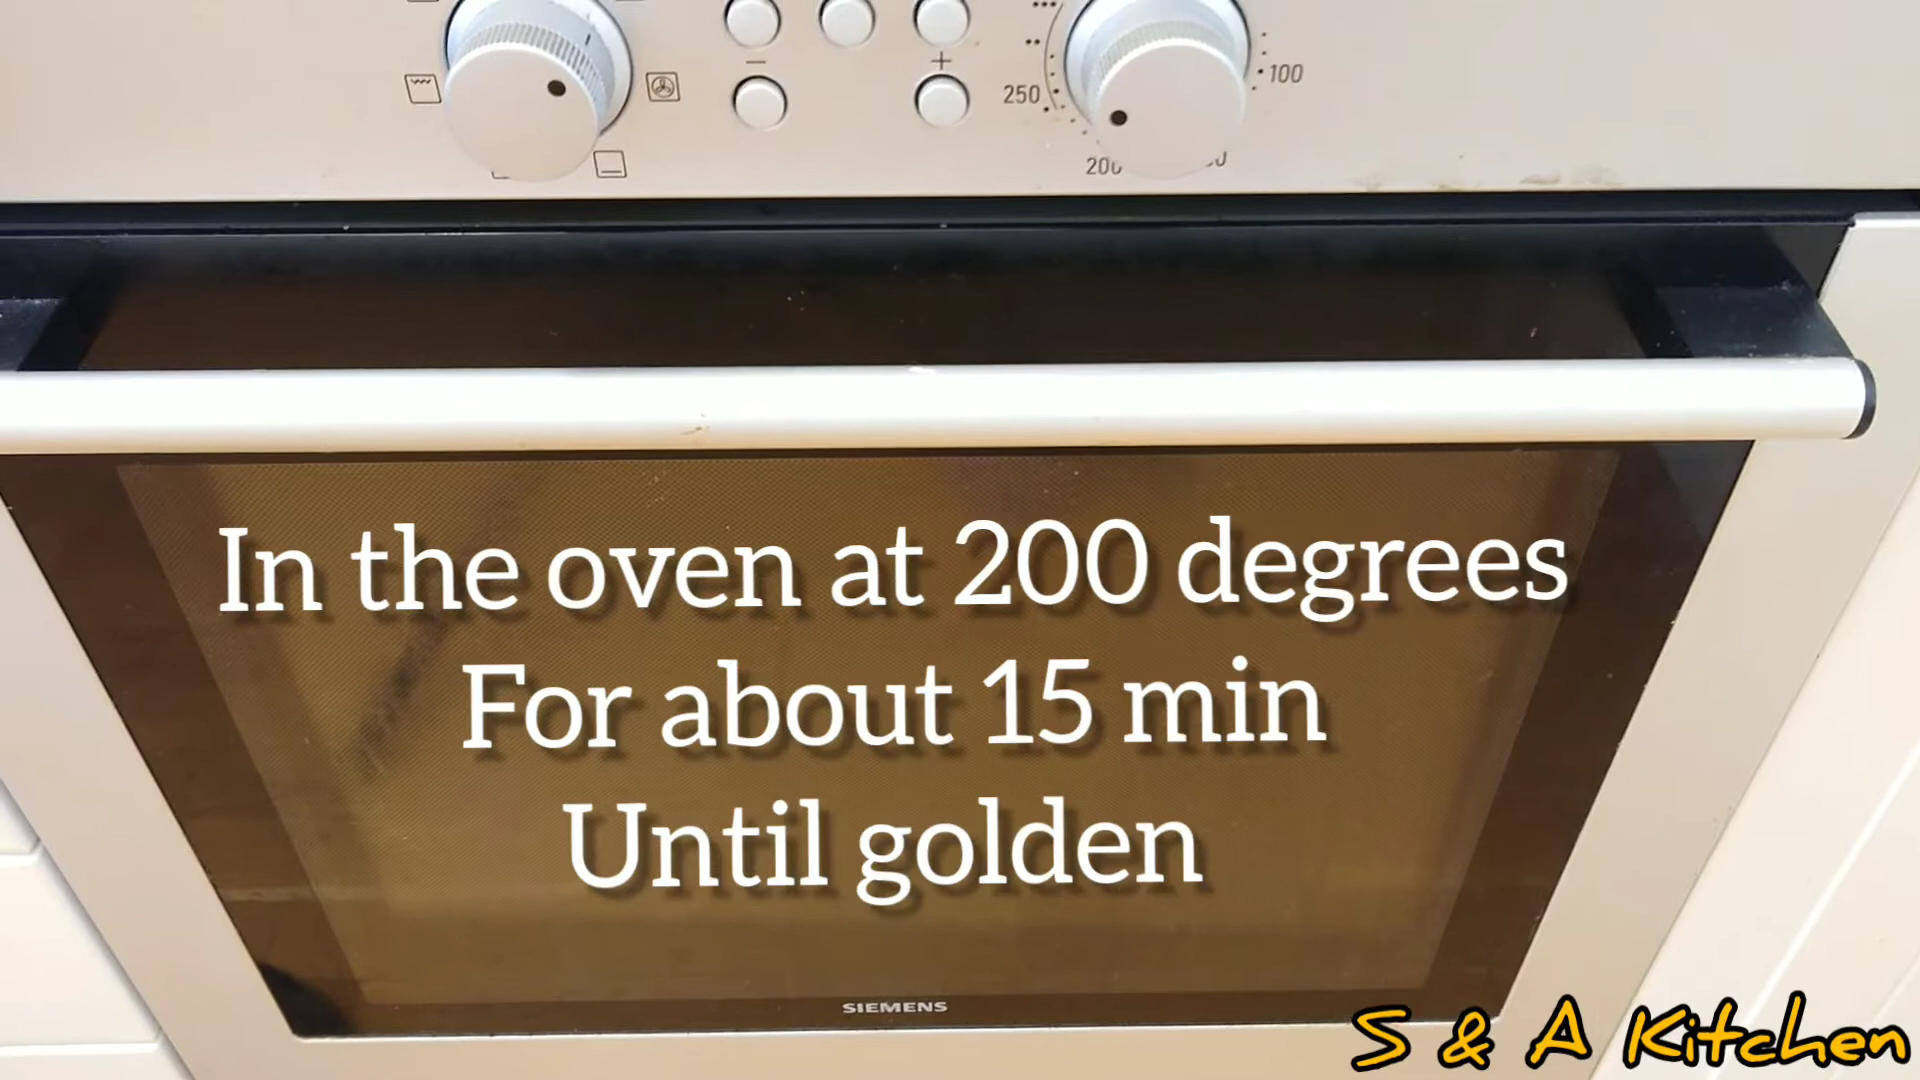 100
250
200
In the oven at 200 degrees
For about 15 min
Until golden
SIEMENS
S & A Kitchen